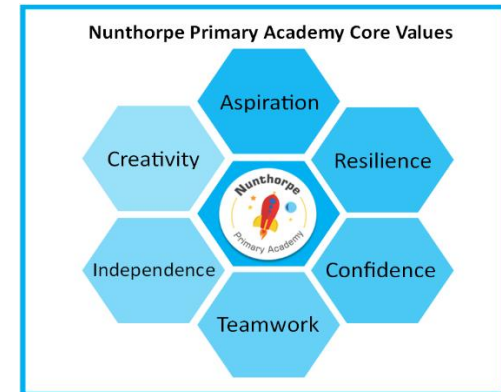 Nunthorpe Primary Academy Core Values
Aspiration
Creativity
Resilience
Nunthorpe
Primary Academy
Independence
Confidence
Teamwork